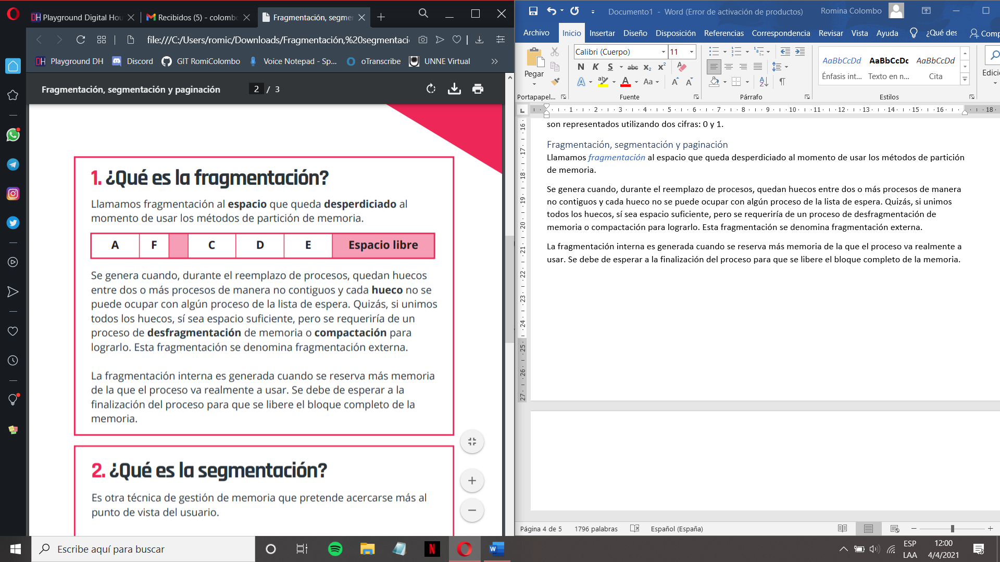 Playground Digital Hou
Recibidos (5) - colombo
Fragmentación, segmen
file:///C:/Users/romic/Downloads/Fragmentación,%20segmentaci
DH Playground DH
Discord
GIT RomiColombo
Voice Notepad - Sp...
oTranscribe
UNNE Virtual
»
Fragmentación, segmentación y paginación
2 / 3
1. ¿Qué es la fragmentación?
Llamamos fragmentación al espacio que queda desperdiciado al
momento de usar los métodos de partición de memoria.
A F C D E Espacio libre
Se genera cuando, durante el reemplazo de procesos, quedan huecos
entre dos o más procesos de manera no contiguos y cada hueco no se
puede ocupar con algún proceso de la lista de espera. Quizás, si unimos
todos los huecos, sí sea espacio suficiente, pero se requeriría de un
proceso de desfragmentación de memoria o compactación para
lograrlo. Esta fragmentación se denomina fragmentación externa.
La fragmentación interna es generada cuando se reserva más memoria
de la que el proceso va realmente a usar. Se debe de esperar a la
finalización del proceso para que se libere el bloque completo de la
memoria.
2. ¿Qué es la segmentación?
Es otra técnica de gestión de memoria que pretende acercarse más al
punto de vista del usuario.
Documento1 - Word (Error de activación de productos)
Romina Colombo
Archivo Inicio Insertar Diseño Disposición Referencias Correspondencia Revisar Vista Ayuda ¿Qué des Comp
Pegar
Calibri (Cuerpo) 11
N K S abc x₂ x²
A aby A Aa A A
AaBbCcDd AaBbCcDc AaBbCcDd
Énfasis int... Texto en n... Cita
Edició
Portapapel... Fuente Párrafo Estilos
1 2 3 4 5 6 7 8 9 10 11 12 13 14 15 16 18
16 17 18 19 20 21 22 23 24 25 26 27
son representados utilizando dos cifras: 0 y 1.
Fragmentación, segmentación y paginación
Llamamos fragmentación al espacio que queda desperdiciado al momento de usar los métodos de partición
de memoria.
Se genera cuando, durante el reemplazo de procesos, quedan huecos entre dos o más procesos de manera
no contiguos y cada hueco no se puede ocupar con algún proceso de la lista de espera. Quizás, si unimos
todos los huecos, sí sea espacio suficiente, pero se requeriría de un proceso de desfragmentación de
memoria o compactación para lograrlo. Esta fragmentación se denomina fragmentación externa.
La fragmentación interna es generada cuando se reserva más memoria de la que el proceso va realmente a
usar. Se debe de esperar a la finalización del proceso para que se libere el bloque completo de la memoria.
Página 4 de 5 1796 palabras Español (España)
Escribe aquí para buscar
ESP
LAA
12:00
4/4/2021